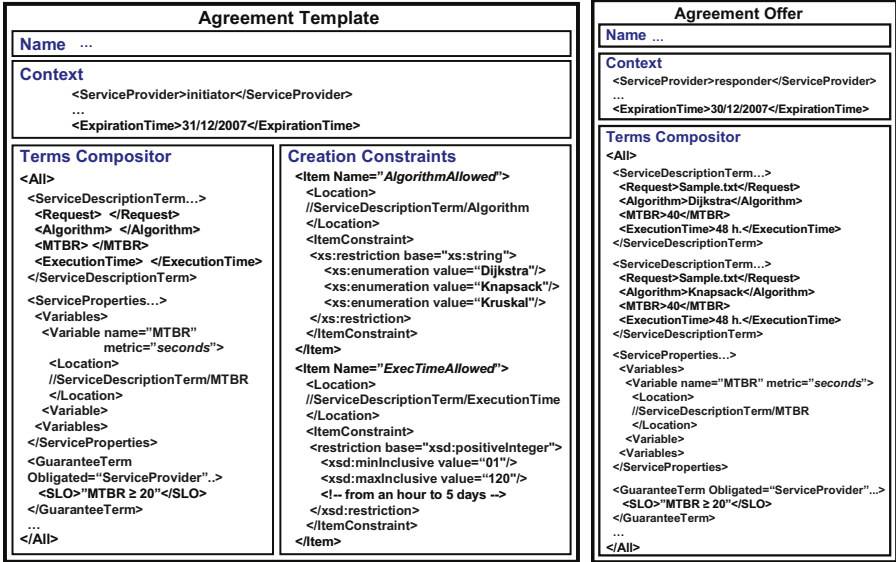 Agreement Template
Name …
Context
<ServiceProvider>initiator</ServiceProvider>
…
<ExpirationTime>31/12/2007</ExpirationTime>
Terms Compositor
<All>
<ServiceDescriptionTerm…>
<Request> </Request>
<Algorithm> </Algorithm>
<MTBR> </MTBR>
<ExecutionTime> </ExecutionTime>
</ServiceDescriptionTerm>
<ServiceProperties…>
<Variables>
<Variable name=”MTBR”
metric=”seconds”>
<Location>
//ServiceDescriptionTerm/MTBR
</Location>
<Variable>
<Variables>
</ServiceProperties>
<GuaranteeTerm
Obligated=“ServiceProvider”..>
<SLO>”MTBR ≥ 20”</SLO>
</GuaranteeTerm>
…
</All>
Creation Constraints
<Item Name=”AlgorithmAllowed”>
<Location>
//ServiceDescriptionTerm/Algorithm
</Location>
<ItemConstraint>
<xs:restriction base="xs:string">
<xs:enumeration value=“Dijkstra"/>
<xs:enumeration value=“Knapsack"/>
<xs:enumeration value=“Kruskal"/>
</xs:restriction>
</ItemConstraint>
</Item>
<Item Name=”ExecTimeAllowed”>
<Location>
//ServiceDescriptionTerm/ExecutionTime
</Location>
<ItemConstraint>
<restriction base="xsd:positiveInteger">
<xsd:minInclusive value=“01"/>
<xsd:maxInclusive value=“120"/>
<!-- from an hour to 5 days -->
</xsd:restriction>
</ItemConstraint>
</Item>
Agreement Offer
Name …
Context
<ServiceProvider>responder</ServiceProvider>
…
<ExpirationTime>30/12/2007</ExpirationTime>
Terms Compositor
<All>
<ServiceDescriptionTerm…>
<Request>Sample.txt</Request>
<Algorithm>Dijkstra</Algorithm>
<MTBR>40</MTBR>
<ExecutionTime>48 h.</ExecutionTime>
</ServiceDescriptionTerm>
<ServiceDescriptionTerm…>
<Request>Sample.txt</Request>
<Algorithm>Knapsack</Algorithm>
<MTBR>40</MTBR>
<ExecutionTime>48 h.</ExecutionTime>
</ServiceDescriptionTerm>
<ServiceProperties…>
<Variables>
<Variable name=”MTBR” metric=”seconds”>
<Location>
//ServiceDescriptionTerm/MTBR
</Location>
<Variable>
<Variables>
</ServiceProperties>
<GuaranteeTerm Obligated=“ServiceProvider”...>
<SLO>”MTBR ≥ 20”</SLO>
</GuaranteeTerm>
…
</All>